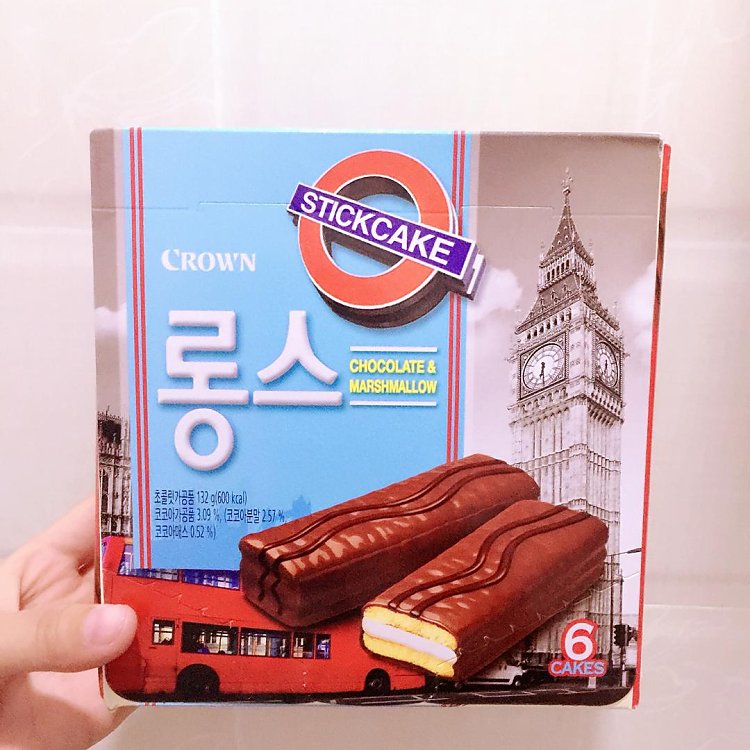 STICKCAKE
CROWN
롱스
CHOCOLATE &
MARSHMALLOW
초콜릿가공품 132 g(600 kcal)
코코아가공품 3.09 %, (코코아분말 2.57 %,
코코아매스 0.52 %)
6
CAKES